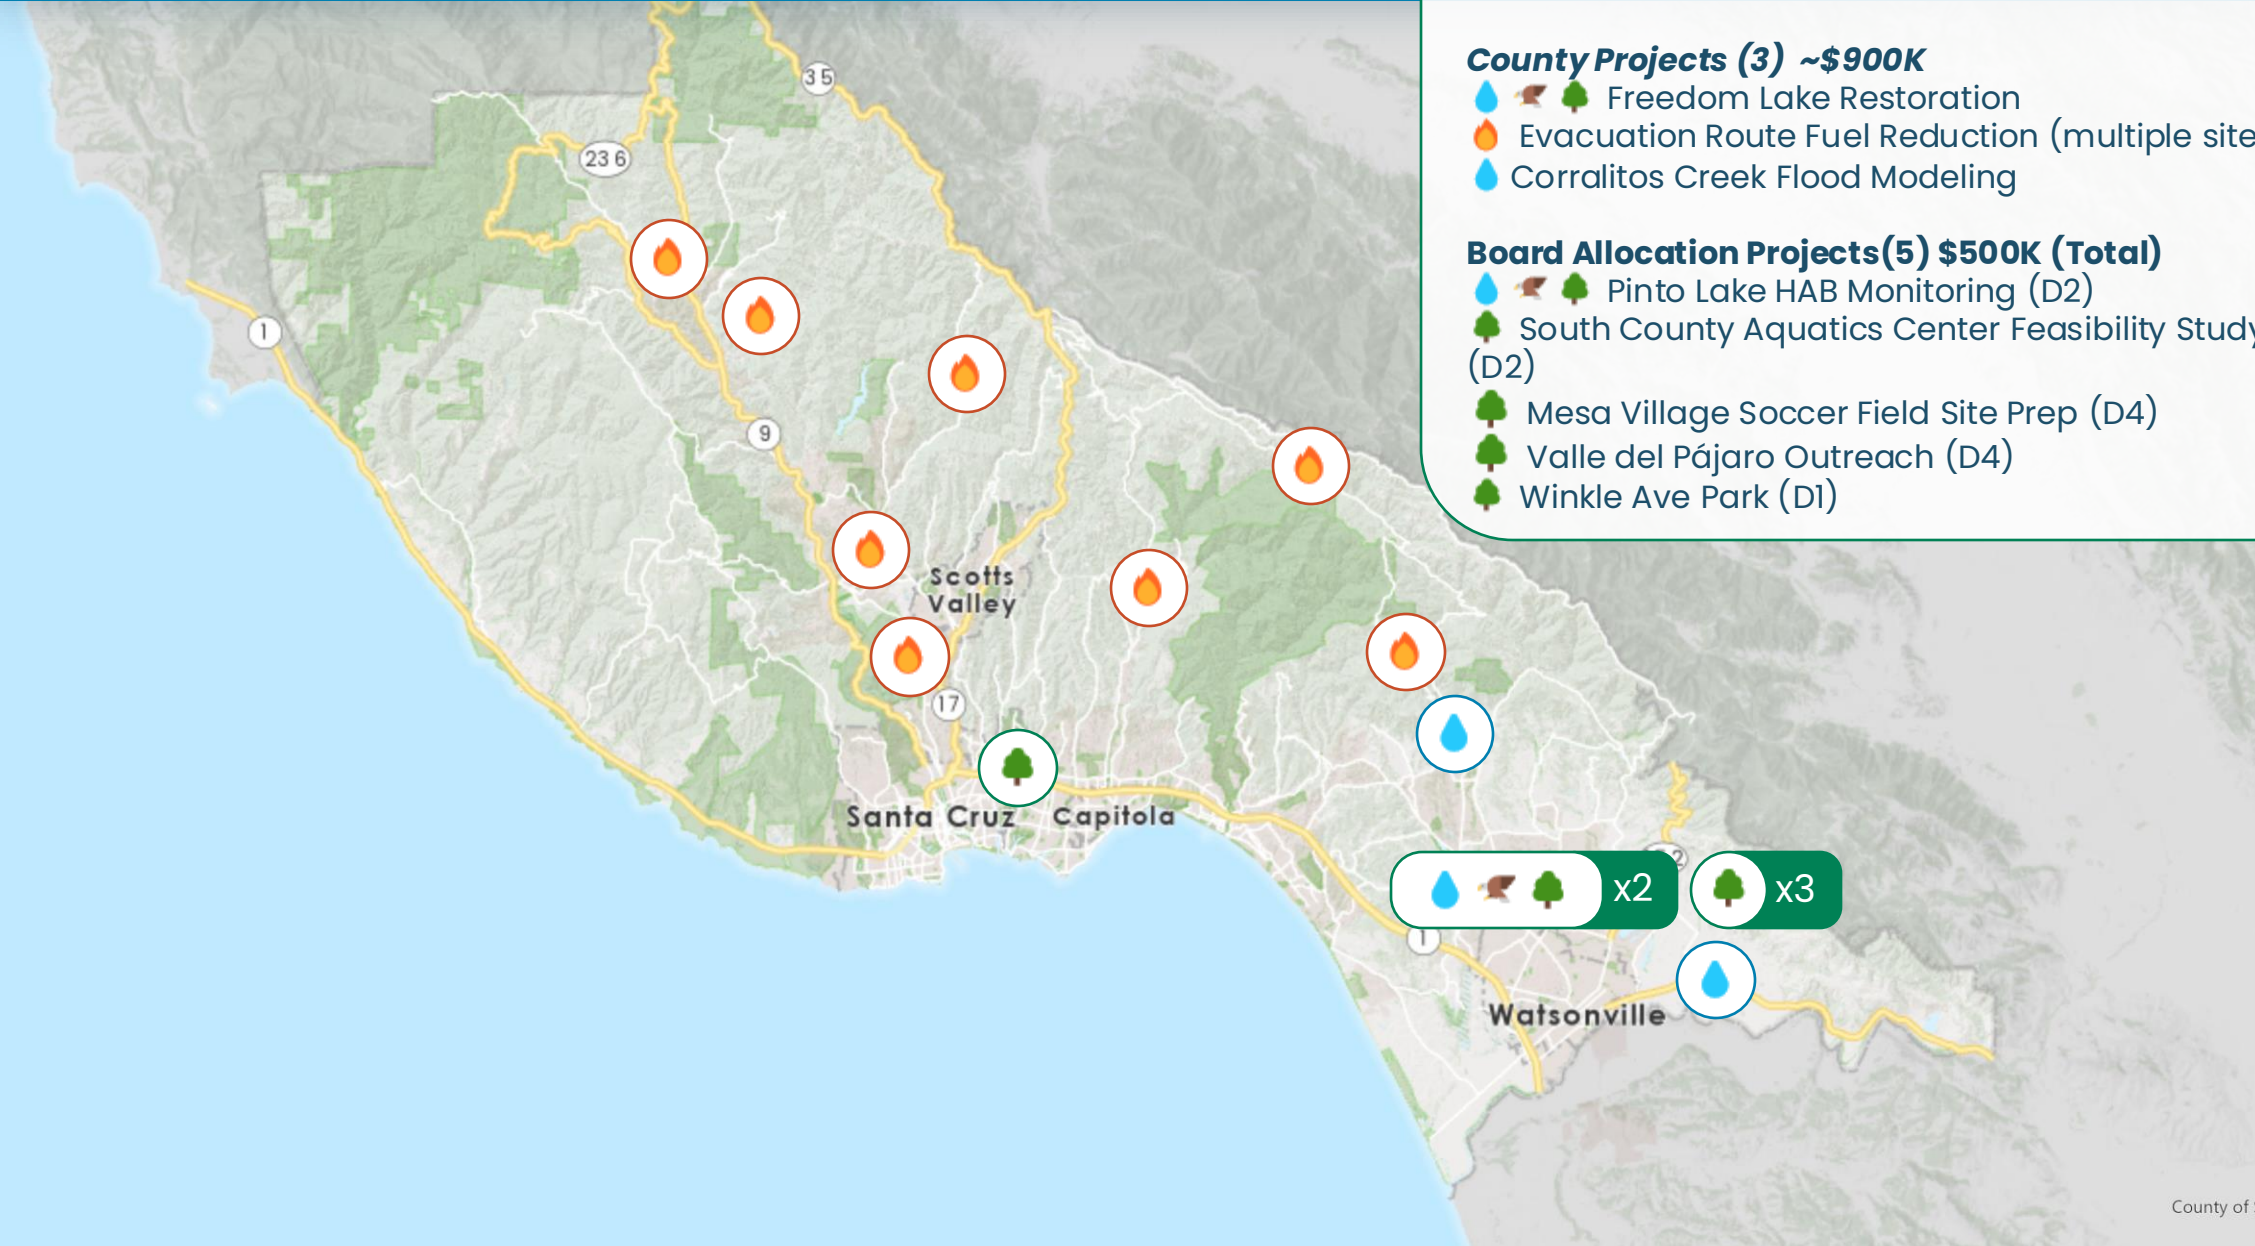 County Projects (3) ~$900K
Freedom Lake Restoration
Evacuation Route Fuel Reduction (multiple site
Corralitos Creek Flood Modeling
Board Allocation Projects(5) $500K (Total)
Pinto Lake HAB Monitoring (D2)
South County Aquatics Center Feasibility Study
(D2)
Mesa Village Soccer Field Site Prep (D4)
Valle del Pájaro Outreach (D4)
Winkle Ave Park (D1)
35
236
1
9
Scotts
Valley
17
Santa Cruz
Capitola
x2
x3
1
Watsonville
County of